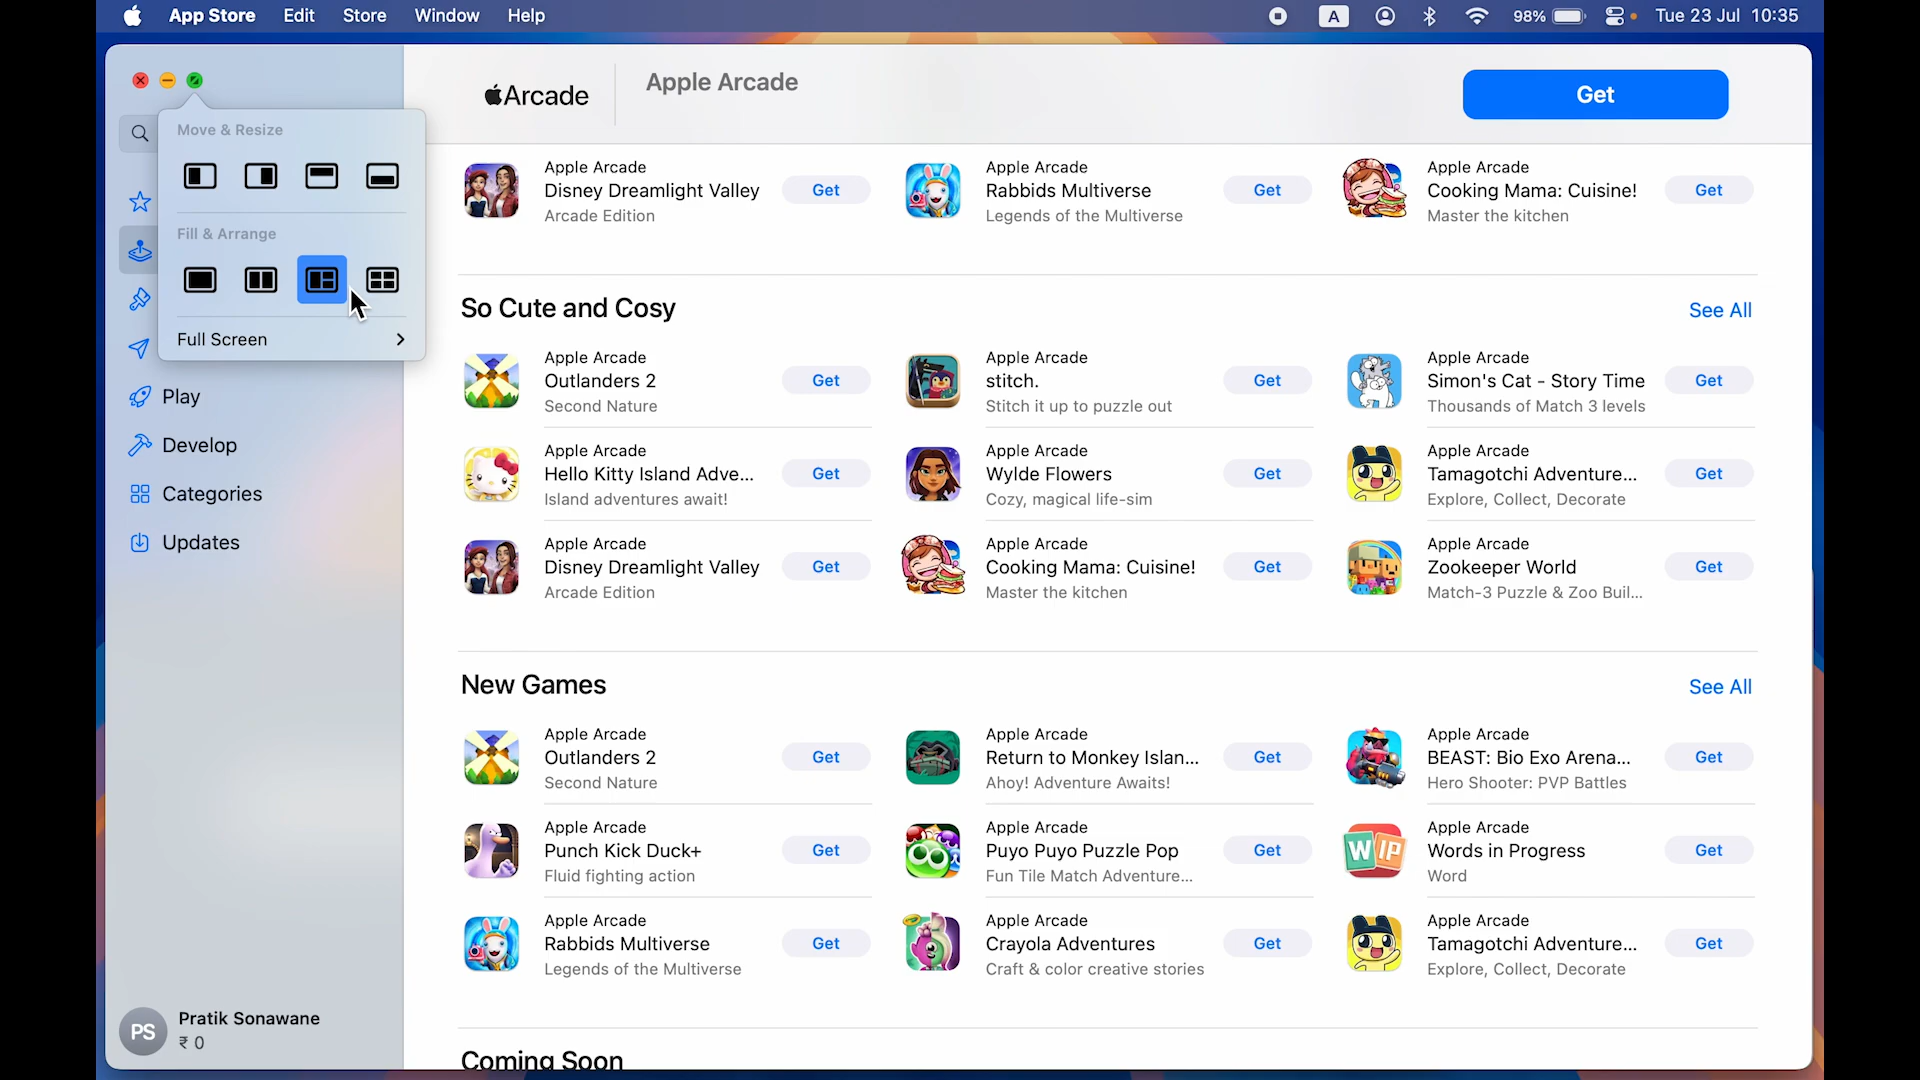 App Store Edit Store Window Help
A 98% Tue 23 Jul 10:35
Move & Resize
Fill & Arrange
Full Screen
Play
Develop
Categories
Updates
PS Pratik Sonawane
₹ 0
Arcade
Apple Arcade
Get
Apple Arcade
Disney Dreamlight Valley
Arcade Edition
Get
Apple Arcade
Rabbids Multiverse
Legends of the Multiverse
Get
Apple Arcade
Cooking Mama: Cuisine!
Master the kitchen
Get
So Cute and Cosy
See All
Apple Arcade
Outlanders 2
Second Nature
Get
Apple Arcade
stitch.
Stitch it up to puzzle out
Get
Apple Arcade
Simon's Cat - Story Time
Thousands of Match 3 levels
Get
Apple Arcade
Hello Kitty Island Adve...
Island adventures await!
Get
Apple Arcade
Wylde Flowers
Cozy, magical life-sim
Get
Apple Arcade
Tamagotchi Adventure...
Explore, Collect, Decorate
Get
Apple Arcade
Disney Dreamlight Valley
Arcade Edition
Get
Apple Arcade
Cooking Mama: Cuisine!
Master the kitchen
Get
Apple Arcade
Zookeeper World
Match-3 Puzzle & Zoo Buil...
Get
New Games
See All
Apple Arcade
Outlanders 2
Second Nature
Get
Apple Arcade
Return to Monkey Islan...
Ahoy! Adventure Awaits!
Get
Apple Arcade
BEAST: Bio Exo Arena...
Hero Shooter: PVP Battles
Get
Apple Arcade
Punch Kick Duck+
Fluid fighting action
Get
Apple Arcade
Puyo Puyo Puzzle Pop
Fun Tile Match Adventure...
Get
WIP
Apple Arcade
Words in Progress
Word
Get
Apple Arcade
Rabbids Multiverse
Legends of the Multiverse
Get
Apple Arcade
Crayola Adventures
Craft & color creative stories
Get
Apple Arcade
Tamagotchi Adventure...
Explore, Collect, Decorate
Get
Coming Soon